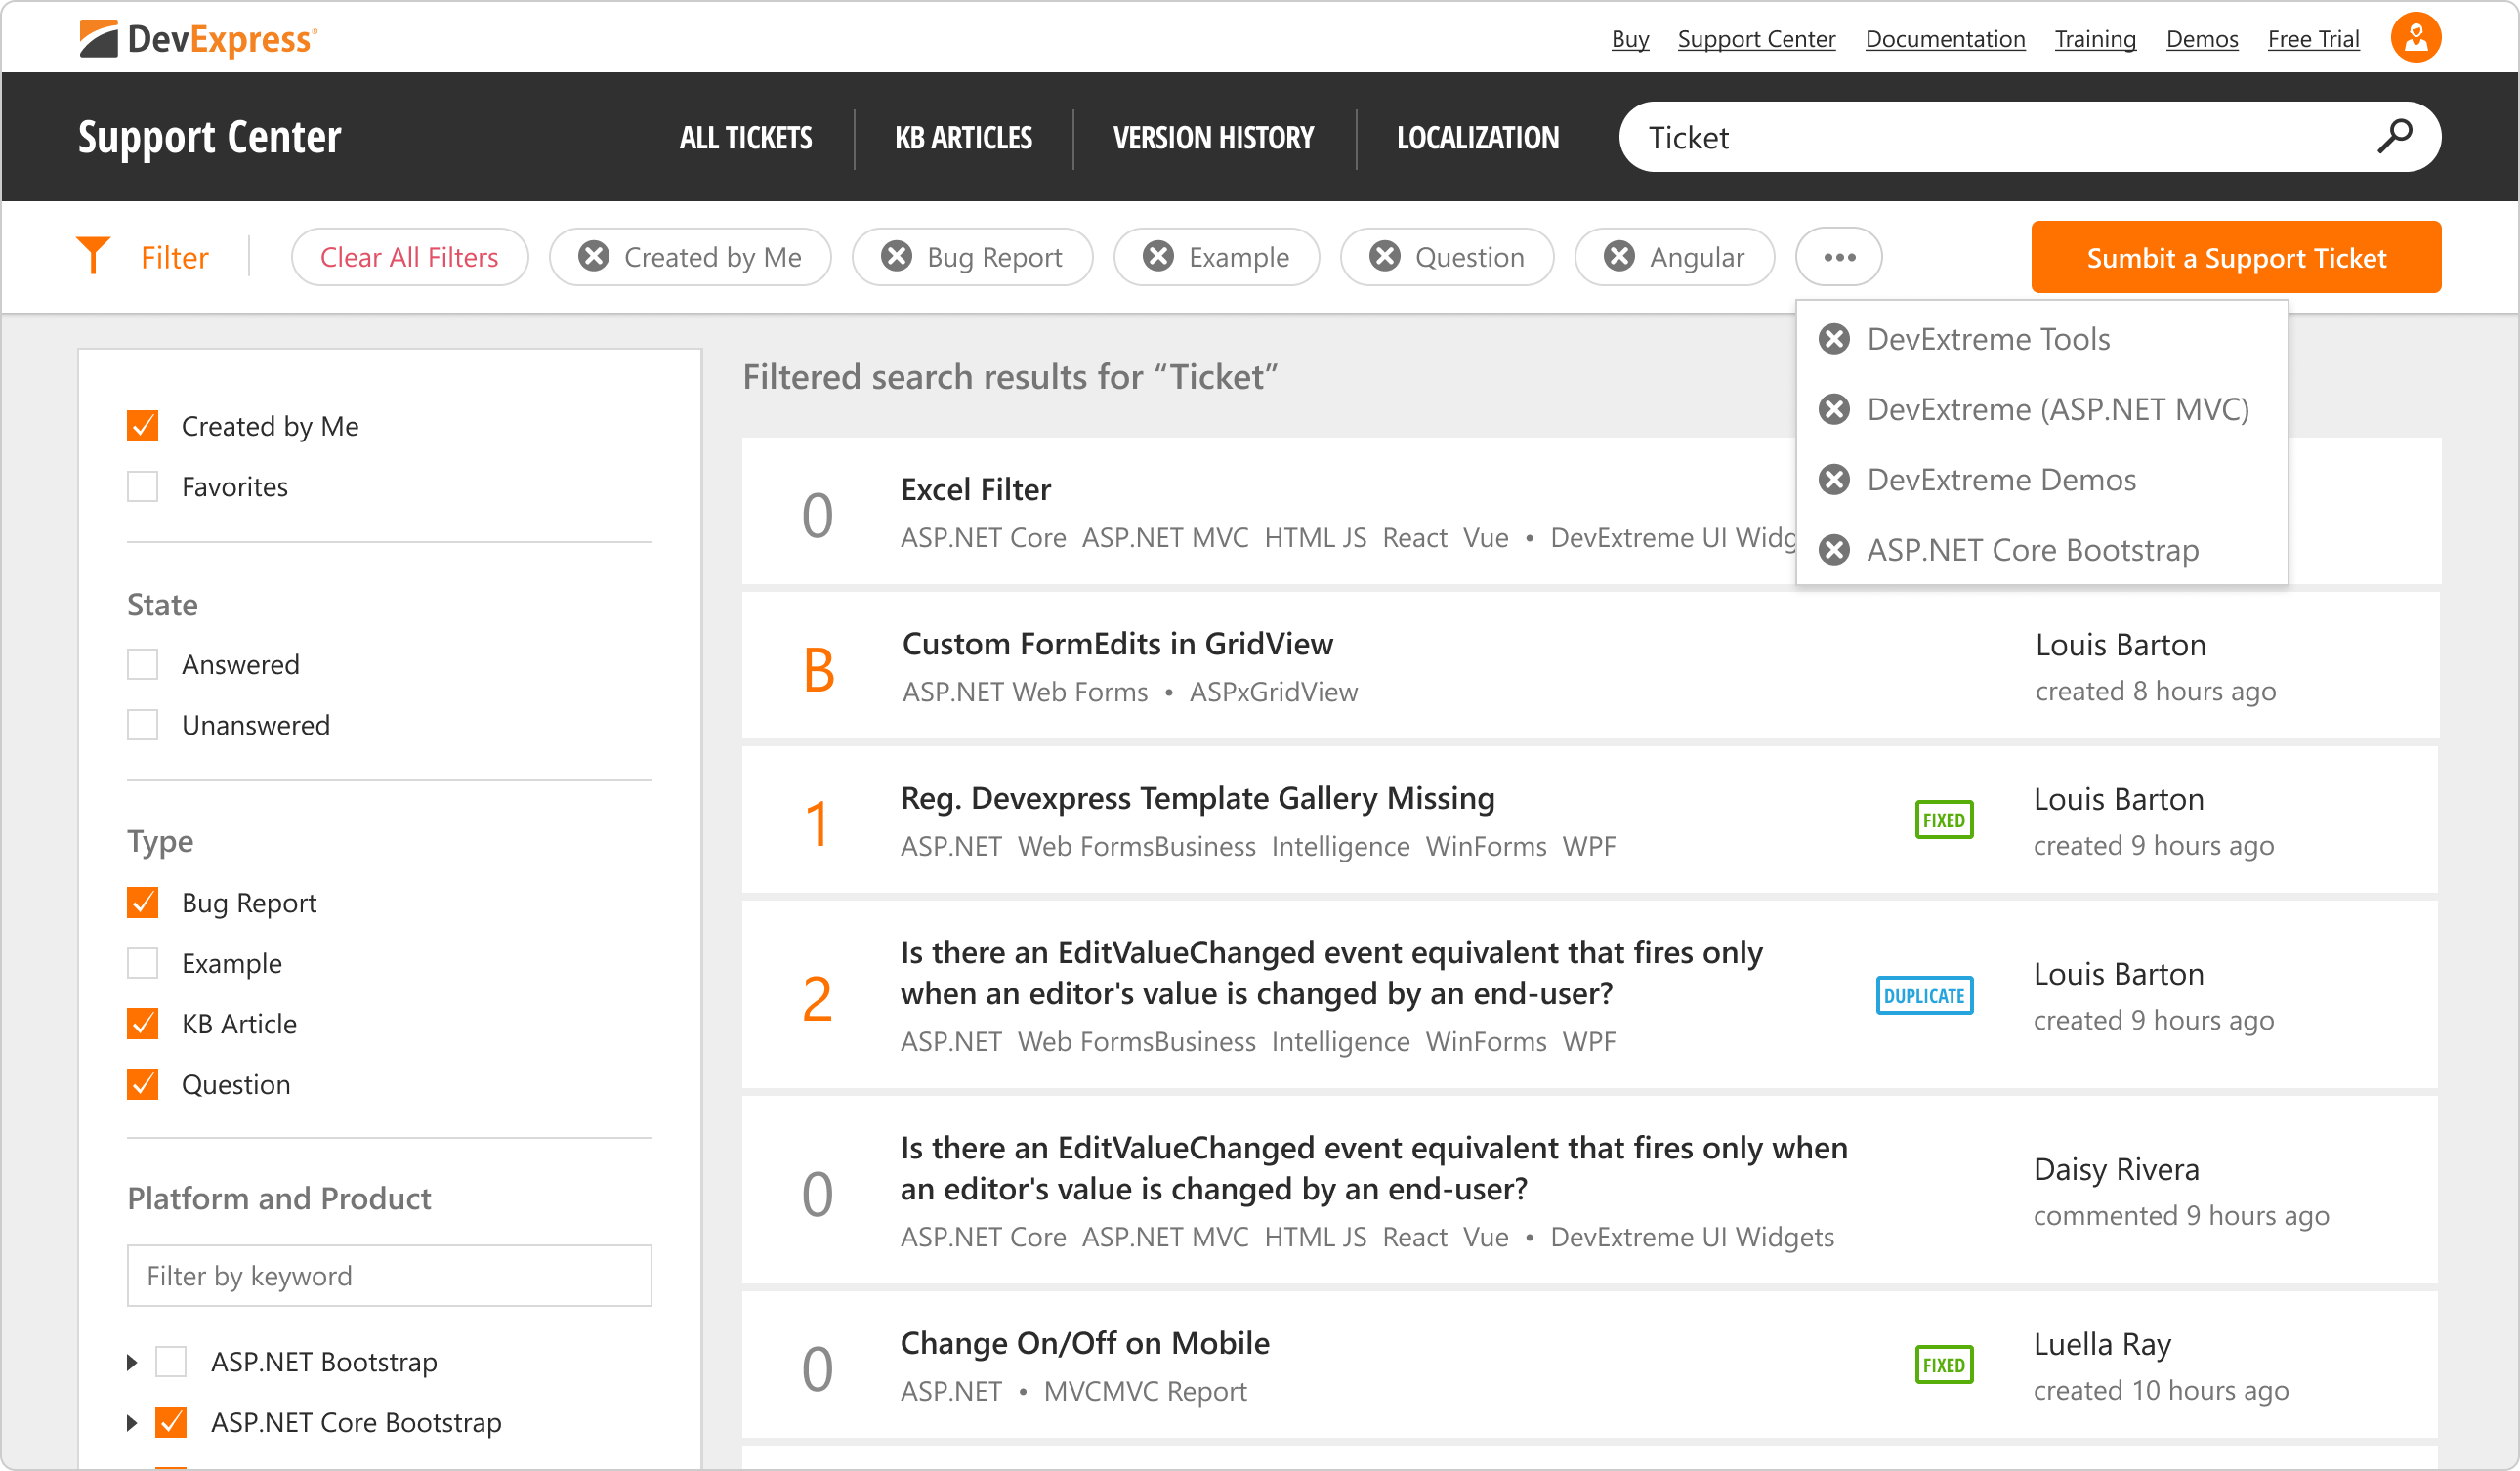 DevExpress
Buy Support Center Documentation Training Demos Free Trial
Support Center
ALL TICKETS KB ARTICLES VERSION HISTORY LOCALIZATION
Ticket
Filter
Clear All Filters
Created by Me
Bug Report
Example
Question
Angular
Sumbit a Support Ticket
DevExtreme Tools
DevExtreme (ASP.NET MVC)
DevExtreme Demos
ASP.NET Core Bootstrap
Created by Me
Favorites
State
Answered
Unanswered
Type
Bug Report
Example
KB Article
Question
Platform and Product
Filter by keyword
ASP.NET Bootstrap
ASP.NET Core Bootstrap
Filtered search results for “Ticket”
0
Excel Filter
ASP.NET Core ASP.NET MVC HTML JS React Vue • DevExtreme UI Widg
B
Custom FormEdits in GridView
ASP.NET Web Forms • ASPxGridView
Louis Barton
created 8 hours ago
1
Reg. Devexpress Template Gallery Missing
ASP.NET Web FormsBusiness Intelligence WinForms WPF
FIXED
Louis Barton
created 9 hours ago
2
Is there an EditValueChanged event equivalent that fires only
when an editor's value is changed by an end-user?
ASP.NET Web FormsBusiness Intelligence WinForms WPF
DUPLICATE
Louis Barton
created 9 hours ago
0
Is there an EditValueChanged event equivalent that fires only when
an editor's value is changed by an end-user?
ASP.NET Core ASP.NET MVC HTML JS React Vue • DevExtreme UI Widgets
Daisy Rivera
commented 9 hours ago
0
Change On/Off on Mobile
ASP.NET • MVCMVC Report
FIXED
Luella Ray
created 10 hours ago